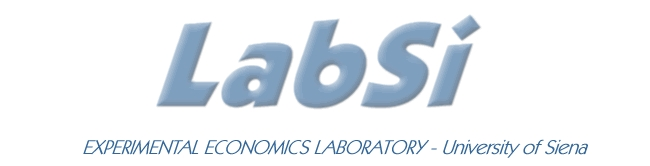 LabSi
EXPERIMENTAL ECONOMICS LABORATORY - University of Siena